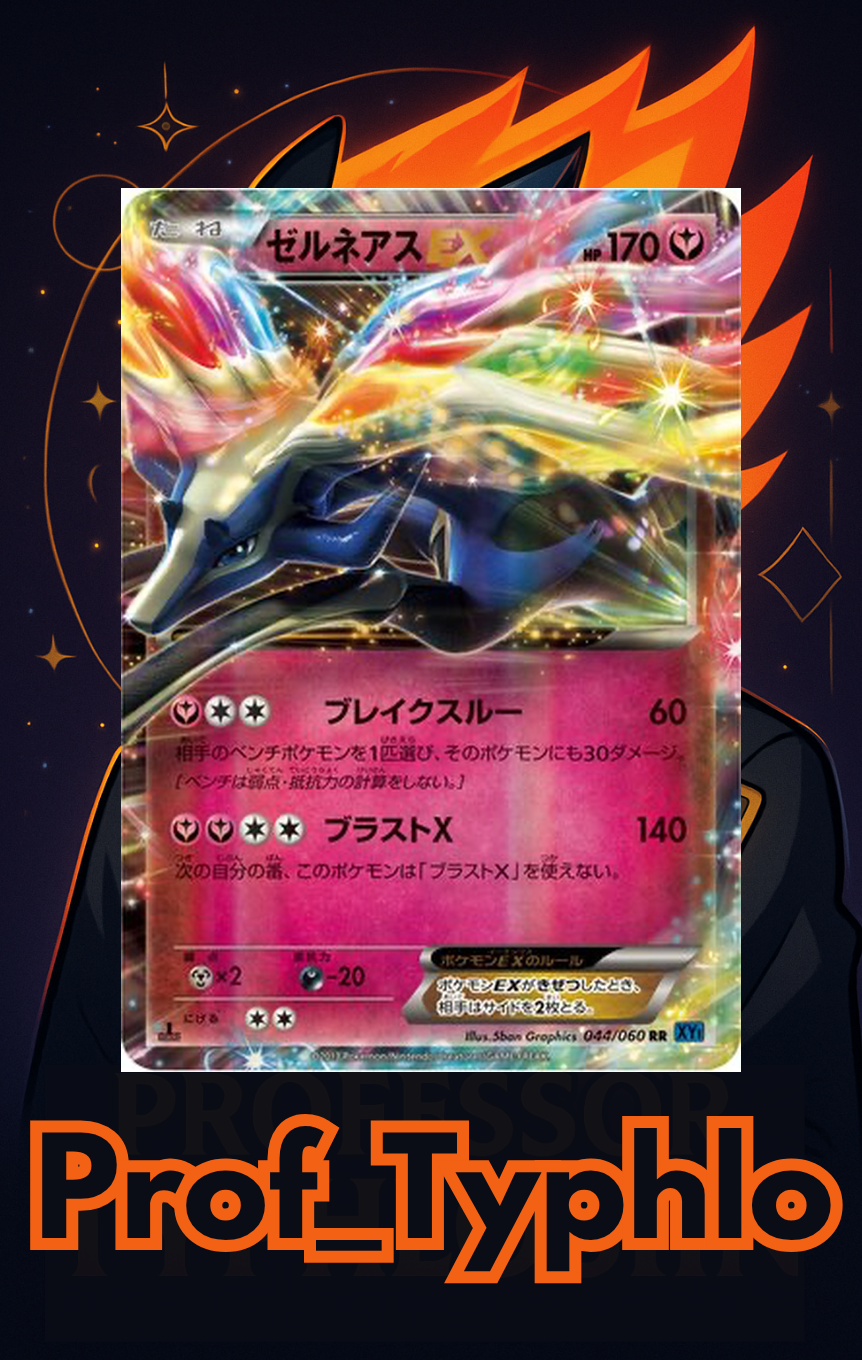 たね
ゼルネアスEX HP170
ブレイクスルー 60
相手のベンチポケモンを1匹選び、そのポケモンにも30ダメージ。
[ベンチは弱点・抵抗力の計算をしない。]
ブラストX 140
次の自分の番、このポケモンは「ブラストX」を使えない。
弱点 抵抗力
×2 -20
ポケモンEXのルール
ポケモンEXがきぜつしたとき、
相手はサイドを2枚とる。
にげる
Illus. 5ban Graphics 044/060 RR XY1
©2013 Pokémon/Nintendo/Creatures/GAME FREAK.
PROFESSOR
Prof_Typhlo